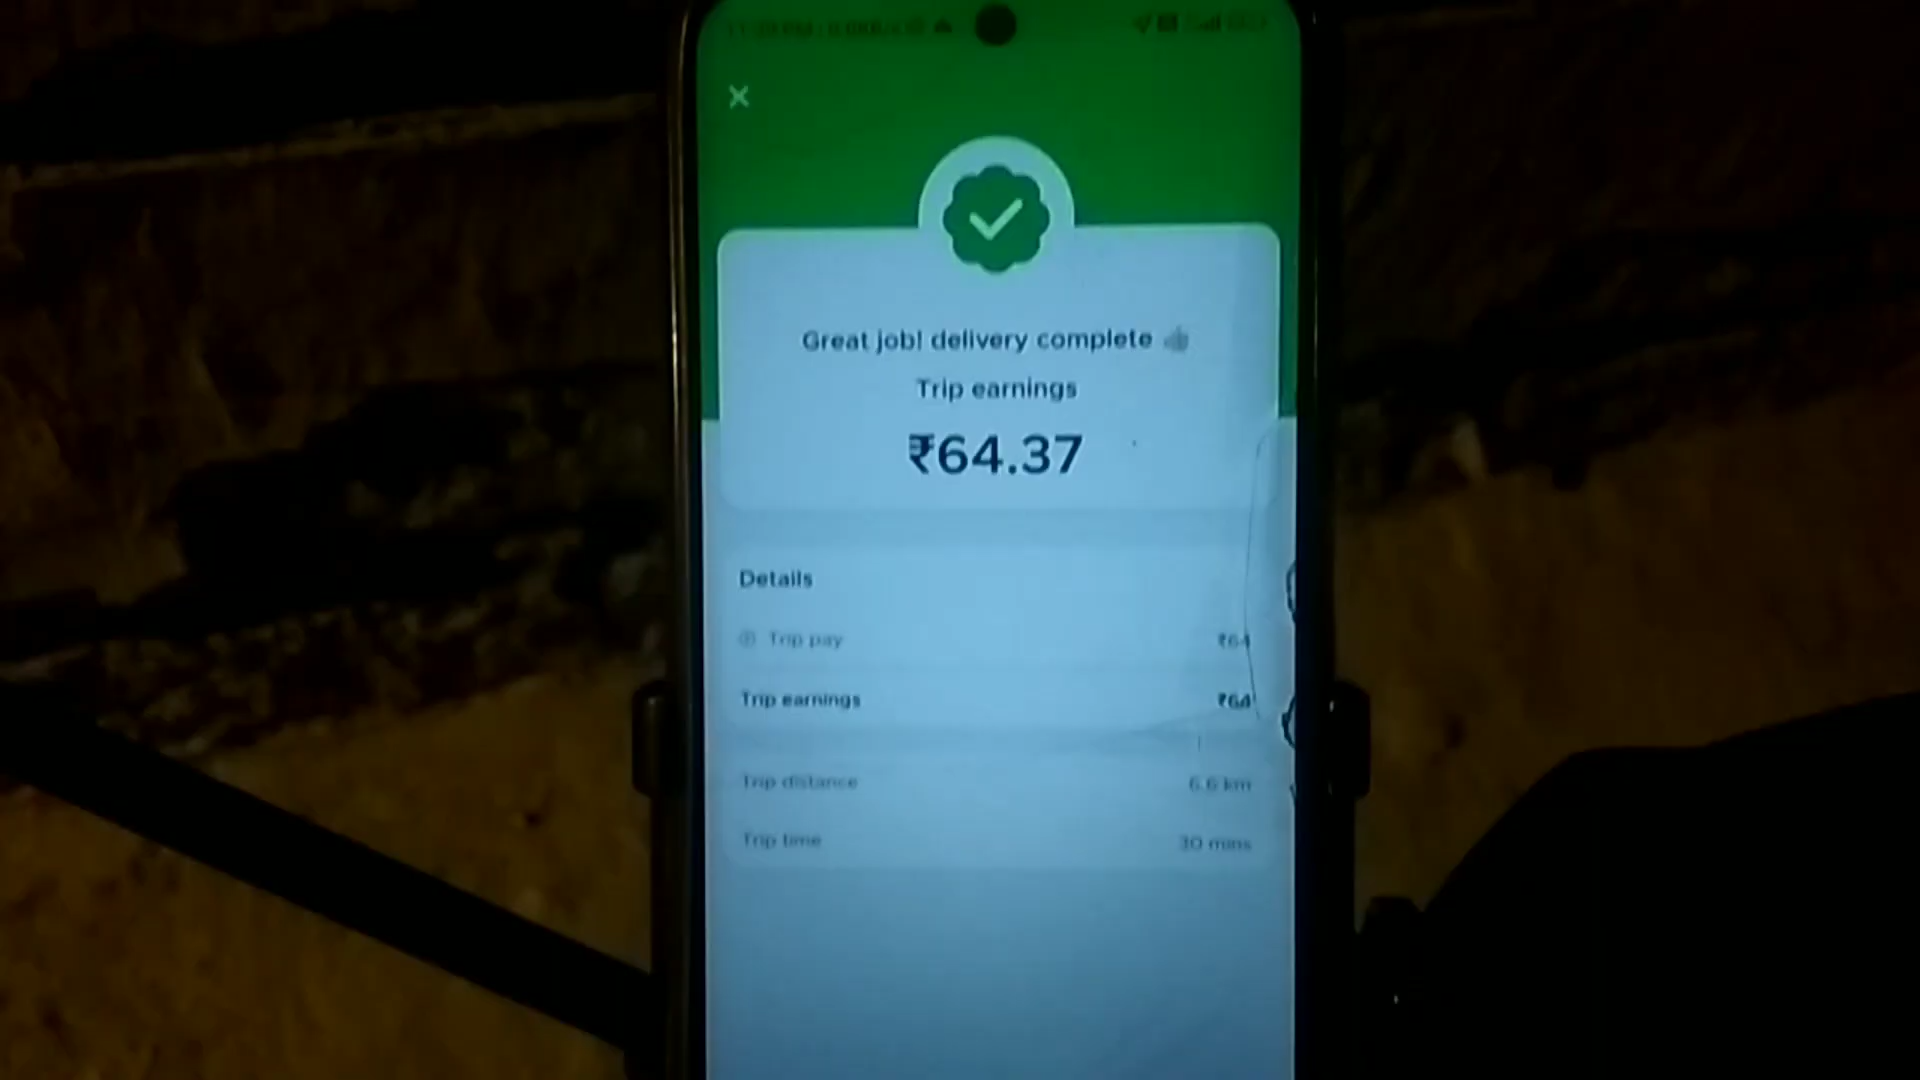 Great job! delivery complete
Trip earnings
₹64.37
Details
Trip pay ₹64
Trip earnings ₹64
Trip distance 6.6 km
Trip time 30 mins